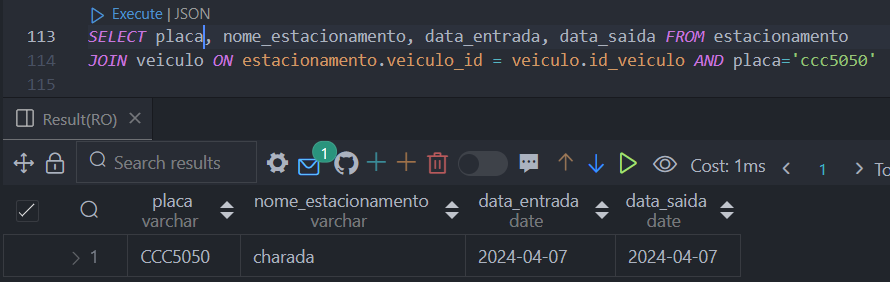 Execute | JSON
113 SELECT placa, nome_estacionamento, data_entrada, data_saida FROM estacionamento
114 JOIN veiculo ON estacionamento.veiculo_id = veiculo.id_veiculo AND placa='ccc5050'
115
Result(RO)
Search results 1 Cost: 1ms 1 To
placa nome_estacionamento data_entrada data_saida
varchar varchar date date
1 CCC5050 charada 2024-04-07 2024-04-07